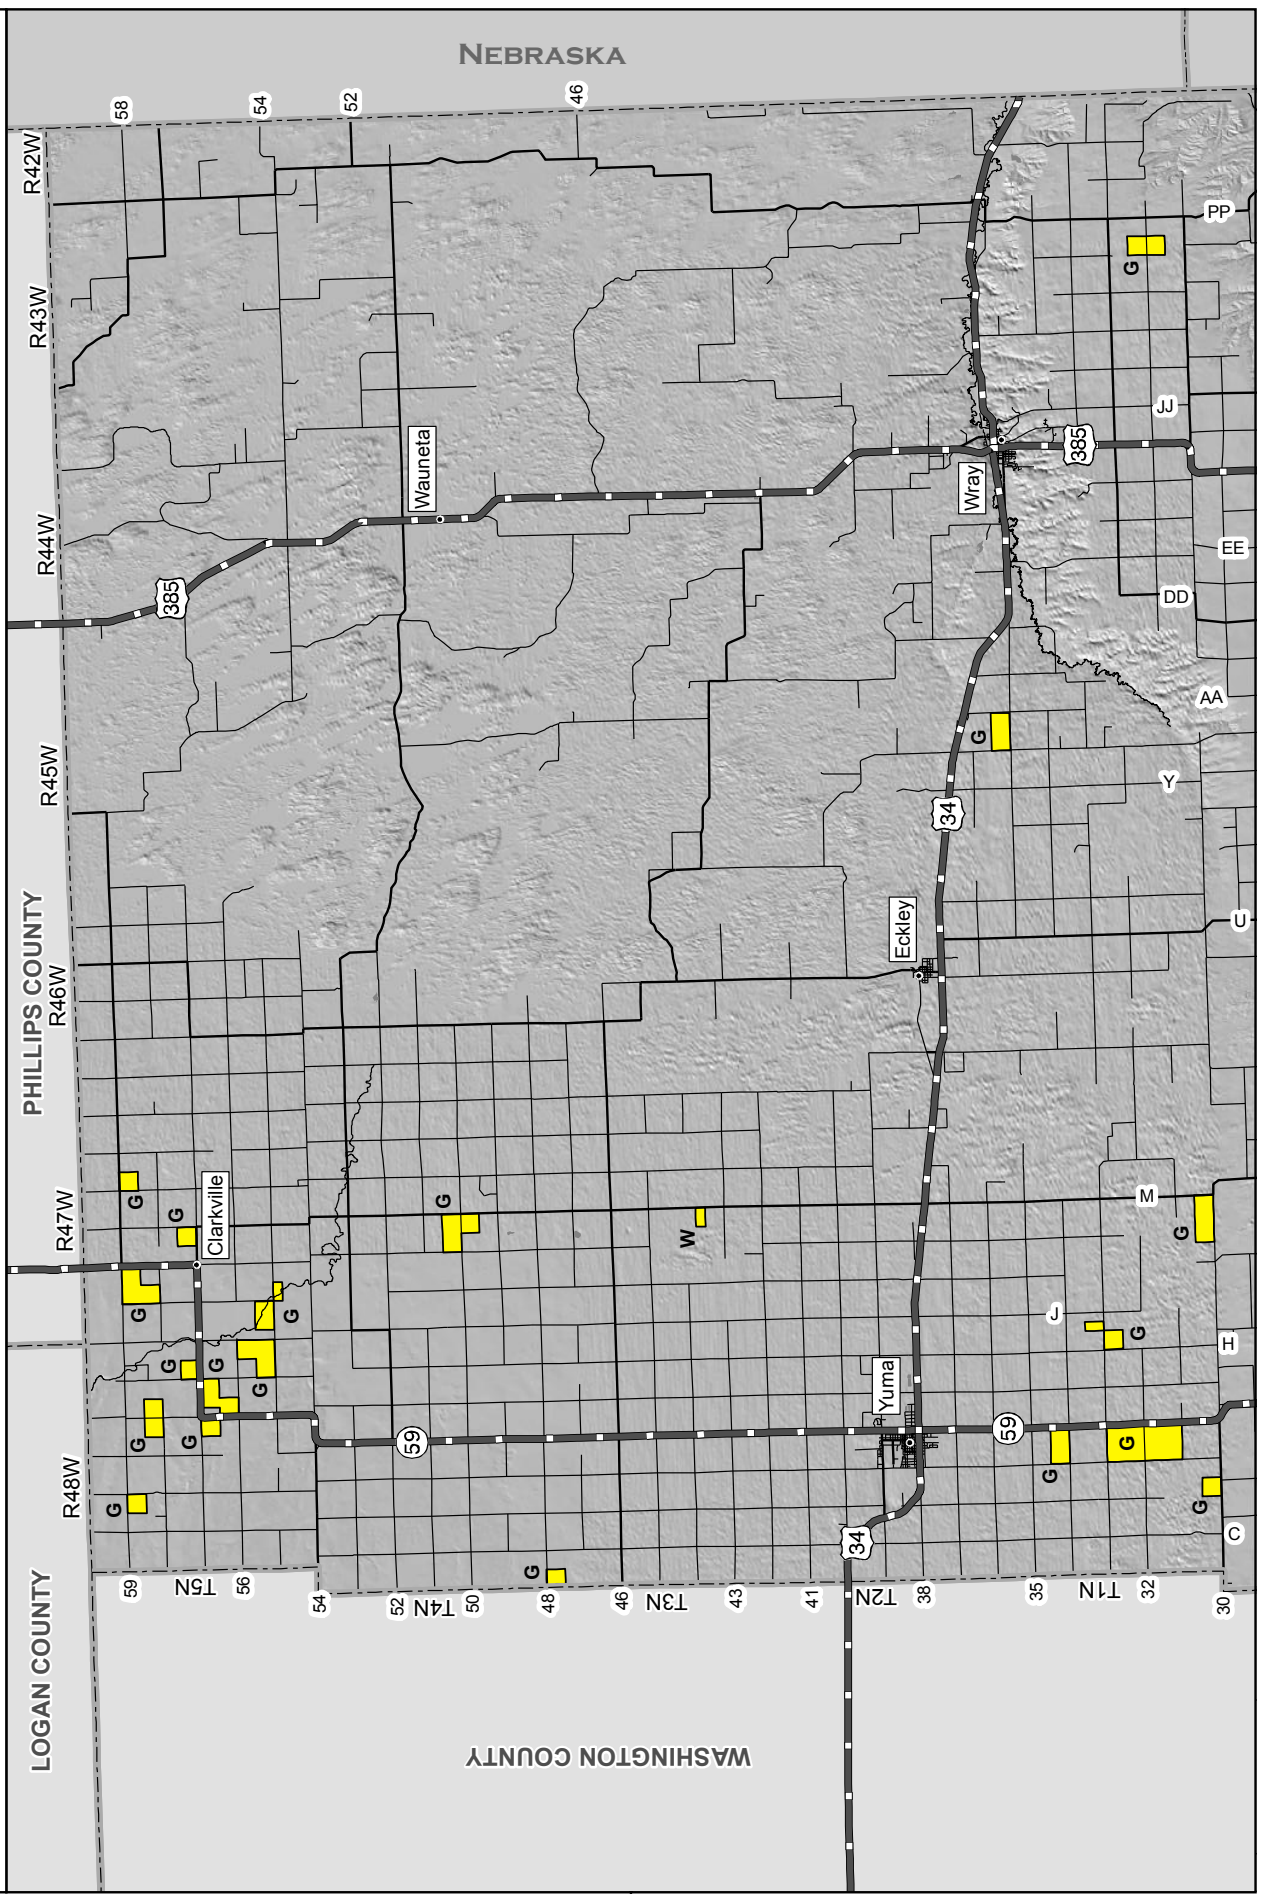 NEBRASKA
58
54
52
46
R42W
R43W
R44W
R45W
R46W
R47W
R48W
PHILLIPS COUNTY
LOGAN COUNTY
WASHINGTON COUNTY
PP
G
JJ
385
Wauneta
Wray
385
EE
DD
AA
G
Y
34
U
Eckley
G
G
Clarkville
G
W
M
G
G
G
J
G
H
G
G
G
Yuma
G
G
59
59
G
G
G
G
G
34
C
G
59
T5N
56
54
52
T4N
50
48
46
T3N
43
41
T2N
38
35
T1N
32
30